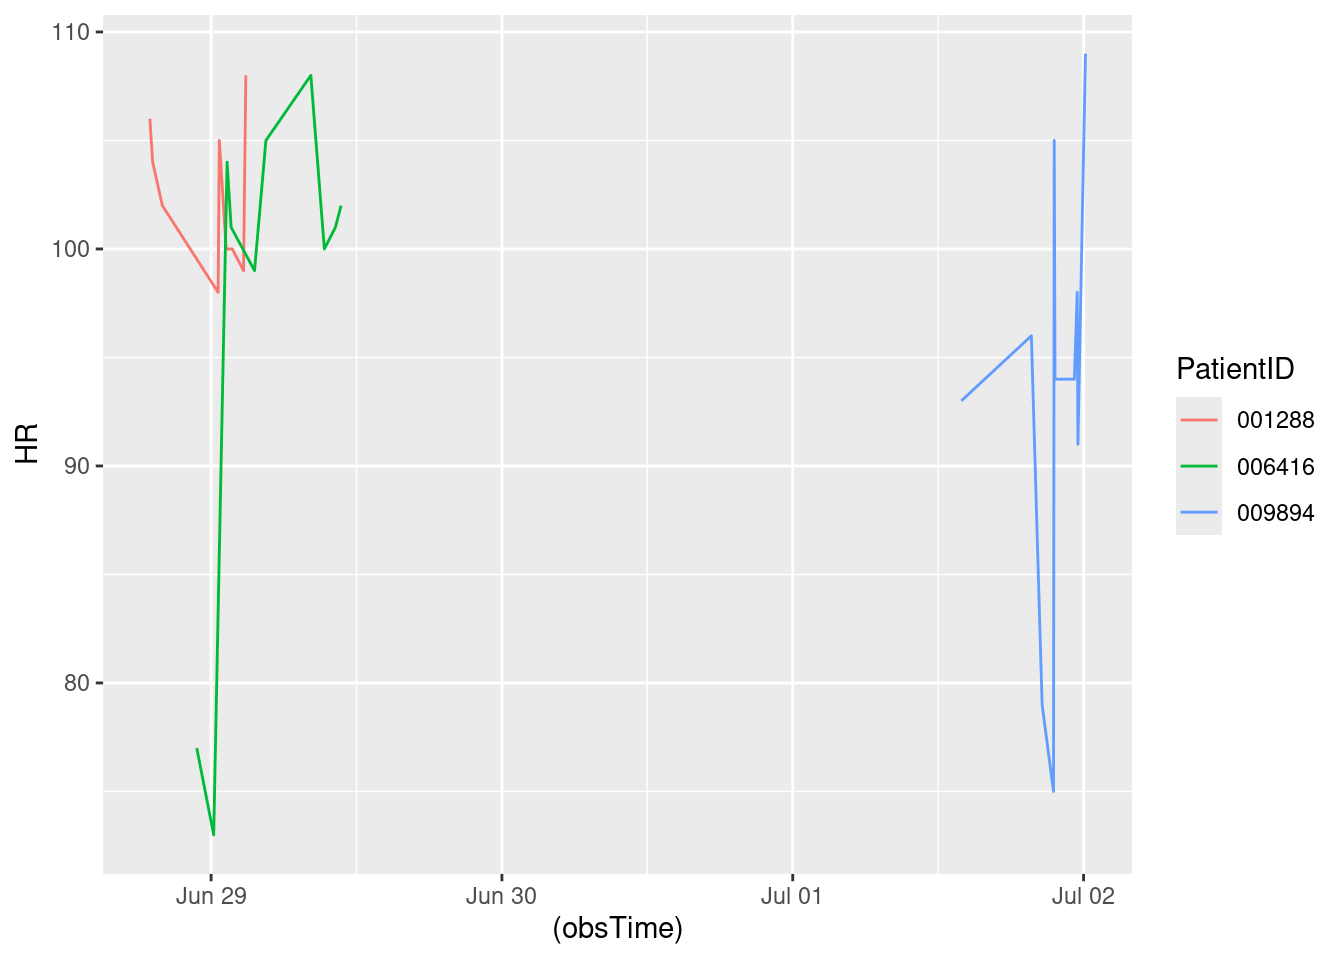 110
100
90
80
HR
Jun 29
Jun 30
Jul 01
Jul 02
(obsTime)
PatientID
001288
006416
009894